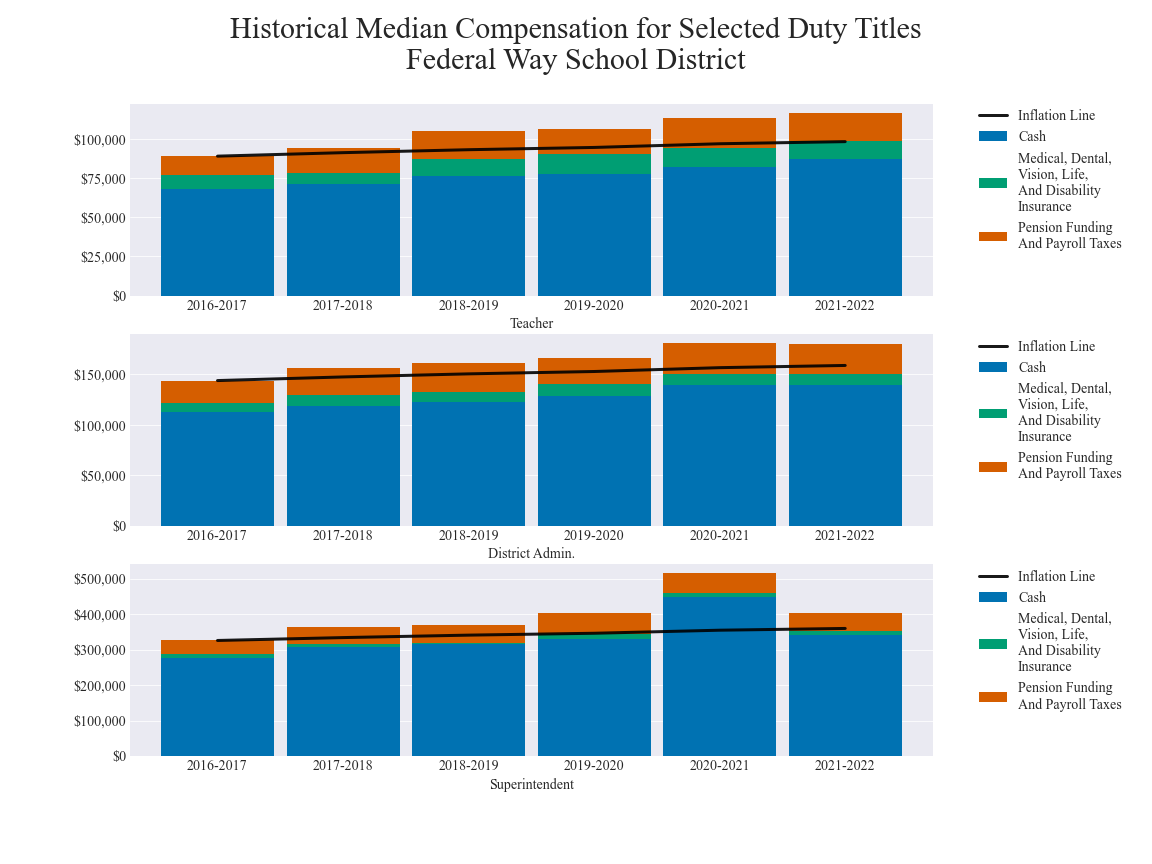 Historical Median Compensation for Selected Duty Titles
Federal Way School District
$100,000
$75,000
$50,000
$25,000
$0
2016-2017
2017-2018
2018-2019
2019-2020
2020-2021
2021-2022
Teacher
Inflation Line
Cash
Medical, Dental,
Vision, Life,
And Disability
Insurance
Pension Funding
And Payroll Taxes
$150,000
$100,000
$50,000
$0
2016-2017
2017-2018
2018-2019
2019-2020
2020-2021
2021-2022
District Admin.
Inflation Line
Cash
Medical, Dental,
Vision, Life,
And Disability
Insurance
Pension Funding
And Payroll Taxes
$500,000
$400,000
$300,000
$200,000
$100,000
$0
2016-2017
2017-2018
2018-2019
2019-2020
2020-2021
2021-2022
Superintendent
Inflation Line
Cash
Medical, Dental,
Vision, Life,
And Disability
Insurance
Pension Funding
And Payroll Taxes